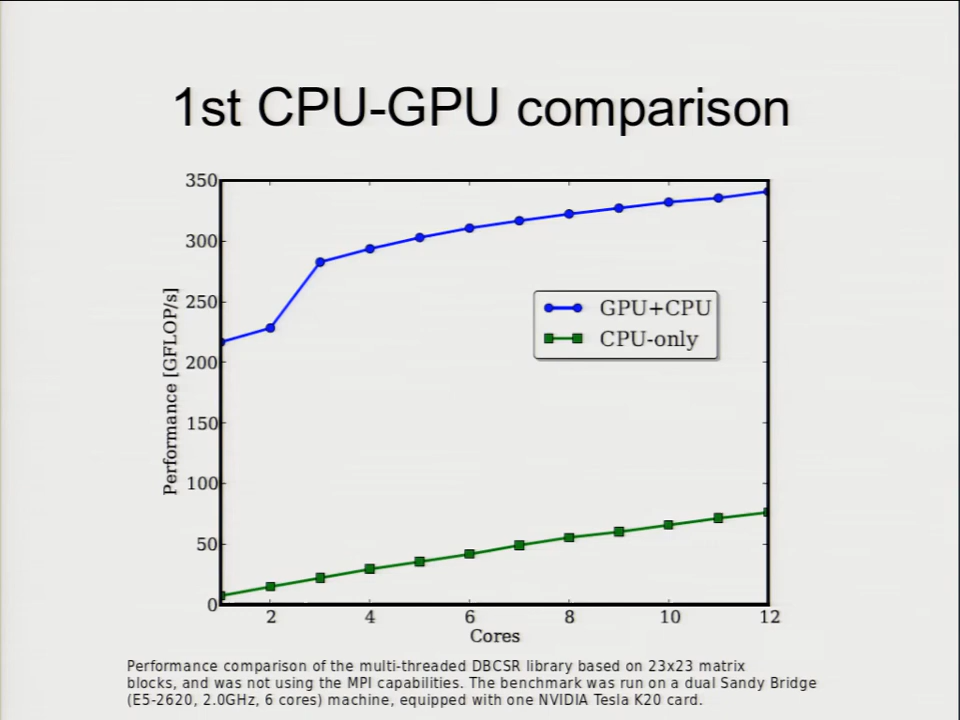 1st CPU-GPU comparison
350
300
250
200
150
100
50
0
Performance [GFLOP/s]
GPU+CPU
CPU-only
2 4 6 8 10 12
Cores
Performance comparison of the multi-threaded DBCSR library based on 23x23 matrix
blocks, and was not using the MPI capabilities. The benchmark was run on a dual Sandy Bridge
(E5-2620, 2.0GHz, 6 cores) machine, equipped with one NVIDIA Tesla K20 card.